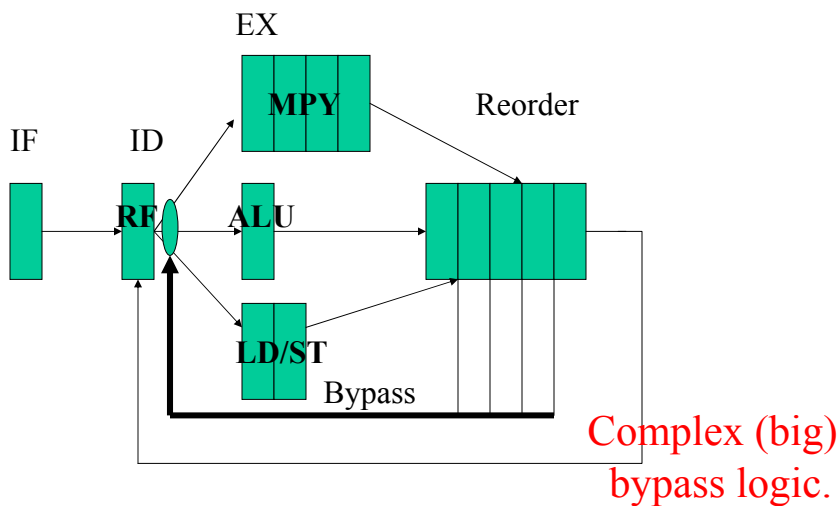 EX
MPY
Reorder
IF
ID
RF
ALU
LD/ST
Bypass
Complex (big)
bypass logic.